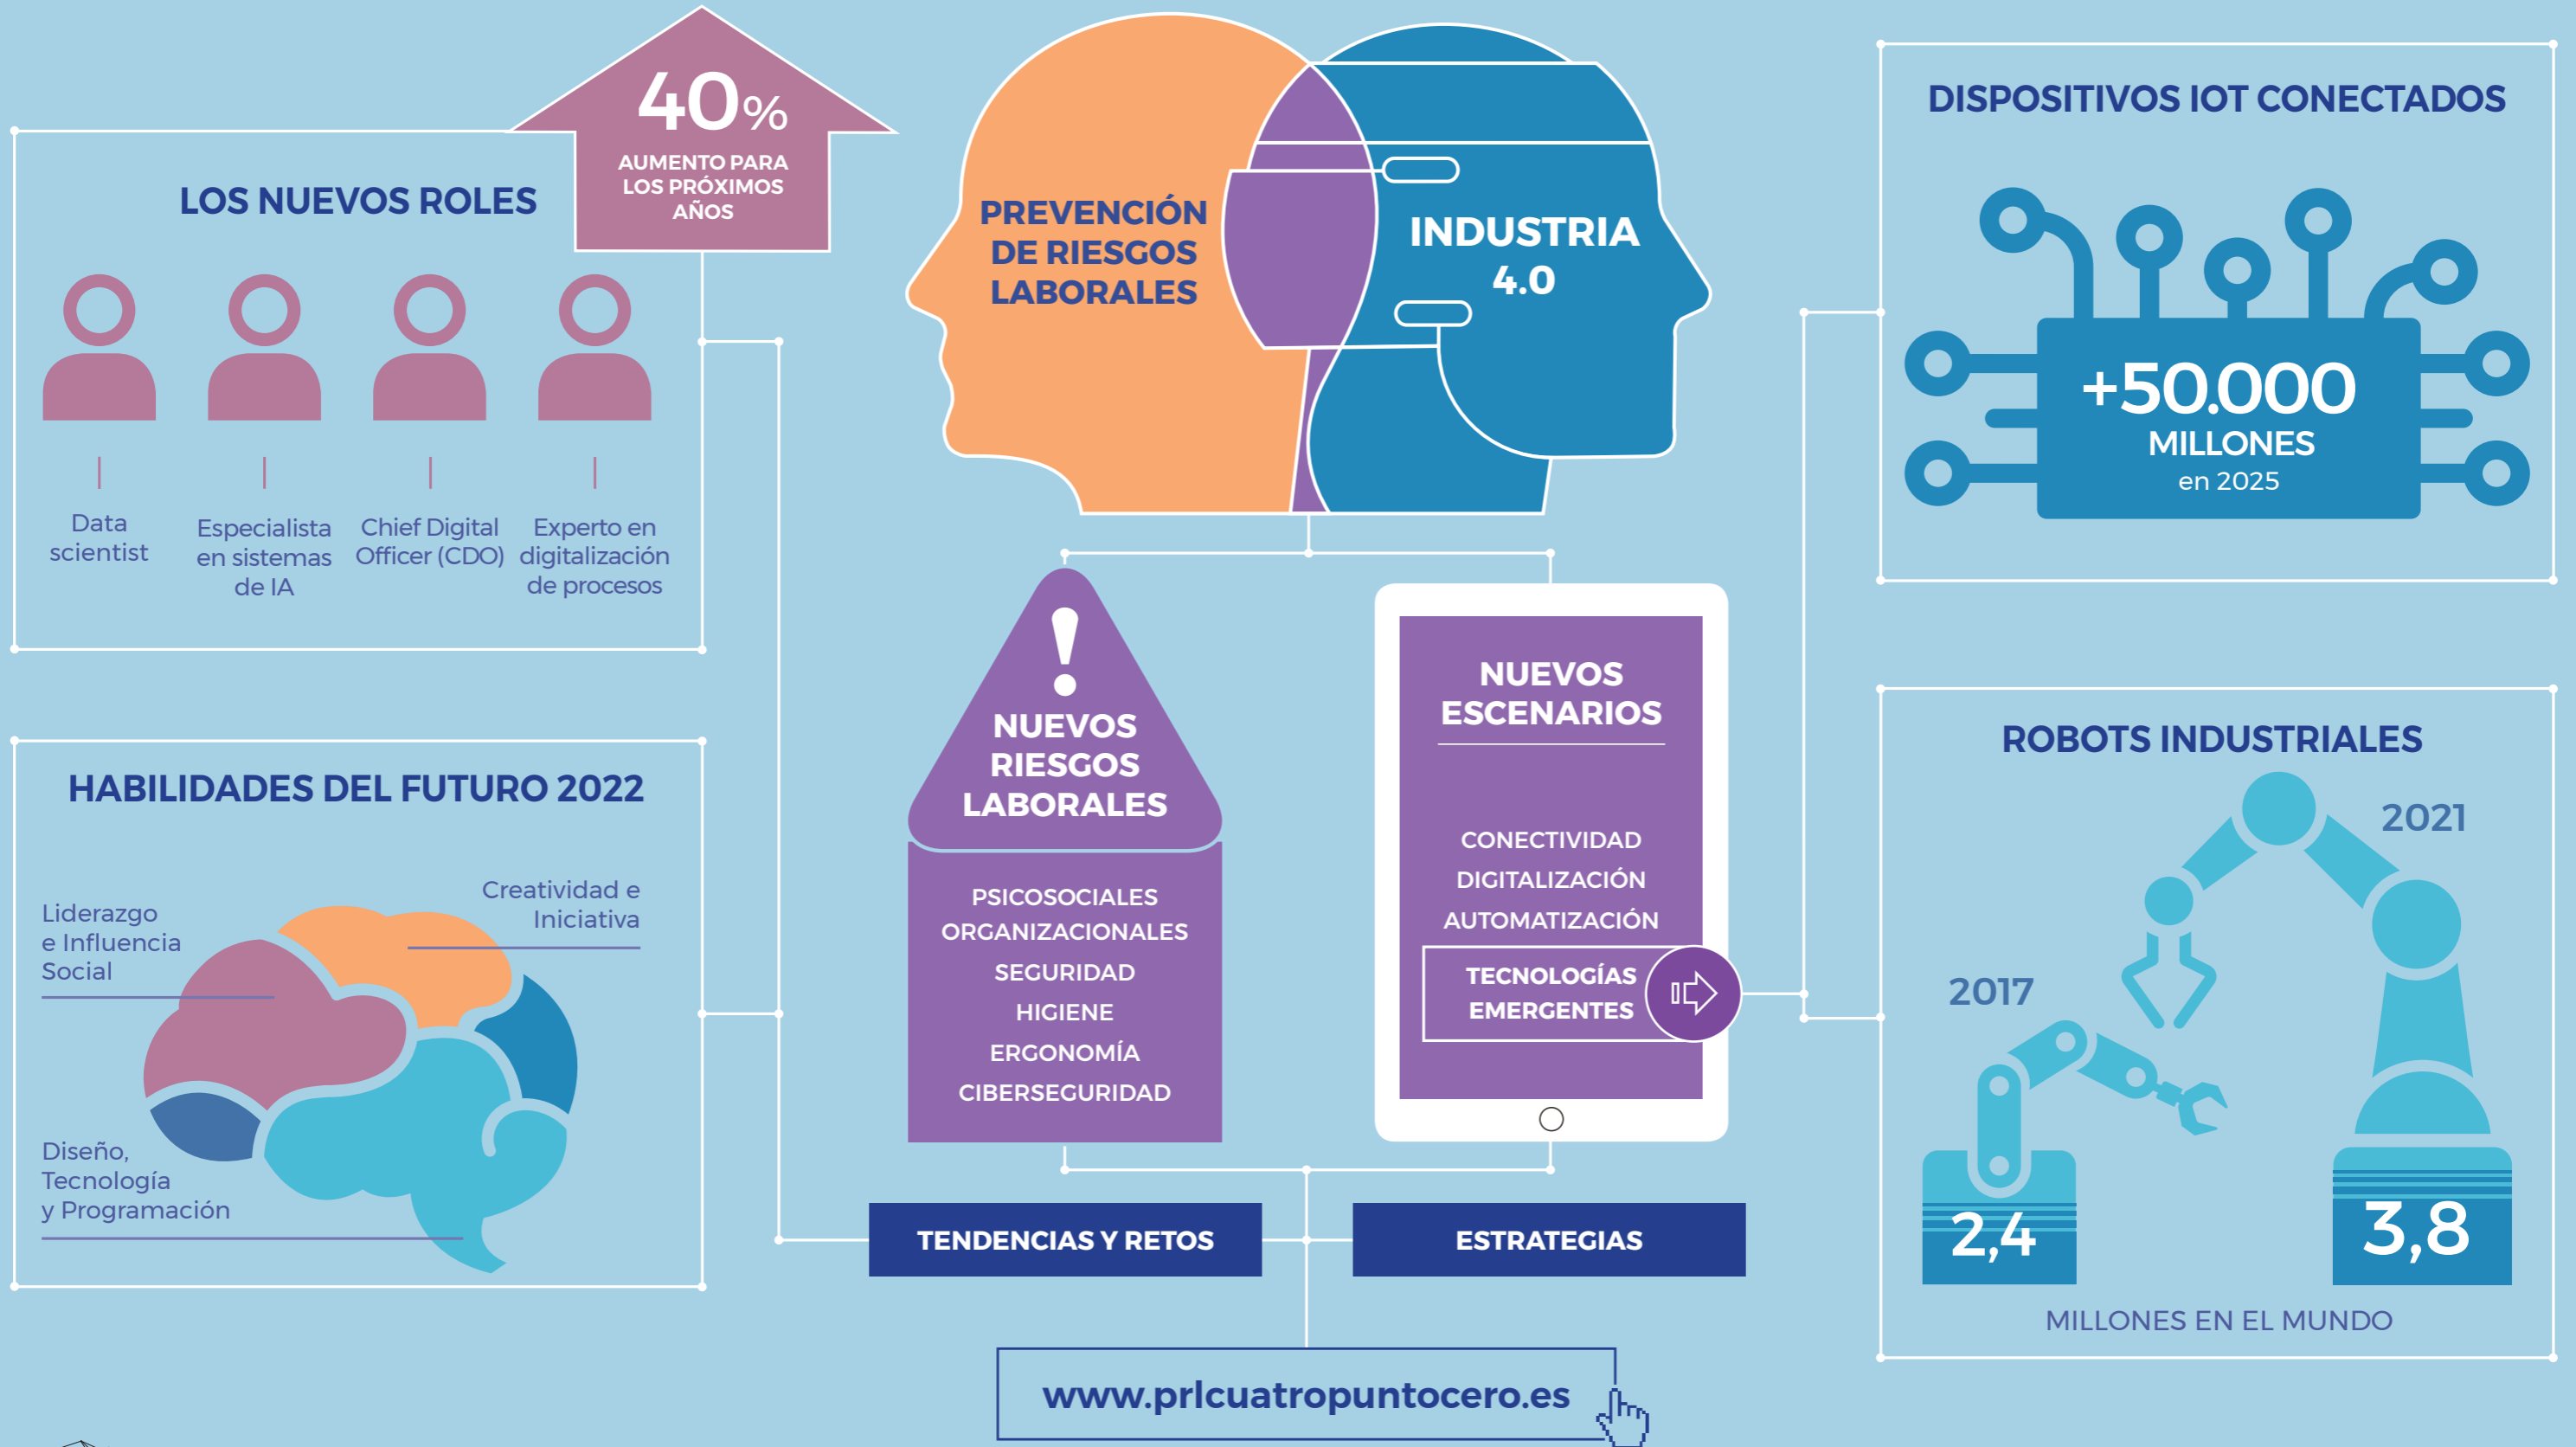 40%
AUMENTO PARA
LOS PRÓXIMOS
AÑOS
LOS NUEVOS ROLES
Data
scientist
Especialista
en sistemas
de IA
Chief Digital
Officer (CDO)
Experto en
digitalización
de procesos
HABILIDADES DEL FUTURO 2022
Liderazgo
e Influencia
Social
Creatividad e
Iniciativa
Diseño,
Tecnología
y Programación
PREVENCIÓN
DE RIESGOS
LABORALES
INDUSTRIA
4.0
!
NUEVOS
RIESGOS
LABORALES
PSICOSOCIALES
ORGANIZACIONALES
SEGURIDAD
HIGIENE
ERGONOMÍA
CIBERSEGURIDAD
NUEVOS
ESCENARIOS
CONECTIVIDAD
DIGITALIZACIÓN
AUTOMATIZACIÓN
TECNOLOGÍAS
EMERGENTES
TENDENCIAS Y RETOS
ESTRATEGIAS
www.prlcuatropuntocero.es
DISPOSITIVOS IOT CONECTADOS
+50.000
MILLONES
en 2025
ROBOTS INDUSTRIALES
2021
2017
2,4
3,8
MILLONES EN EL MUNDO